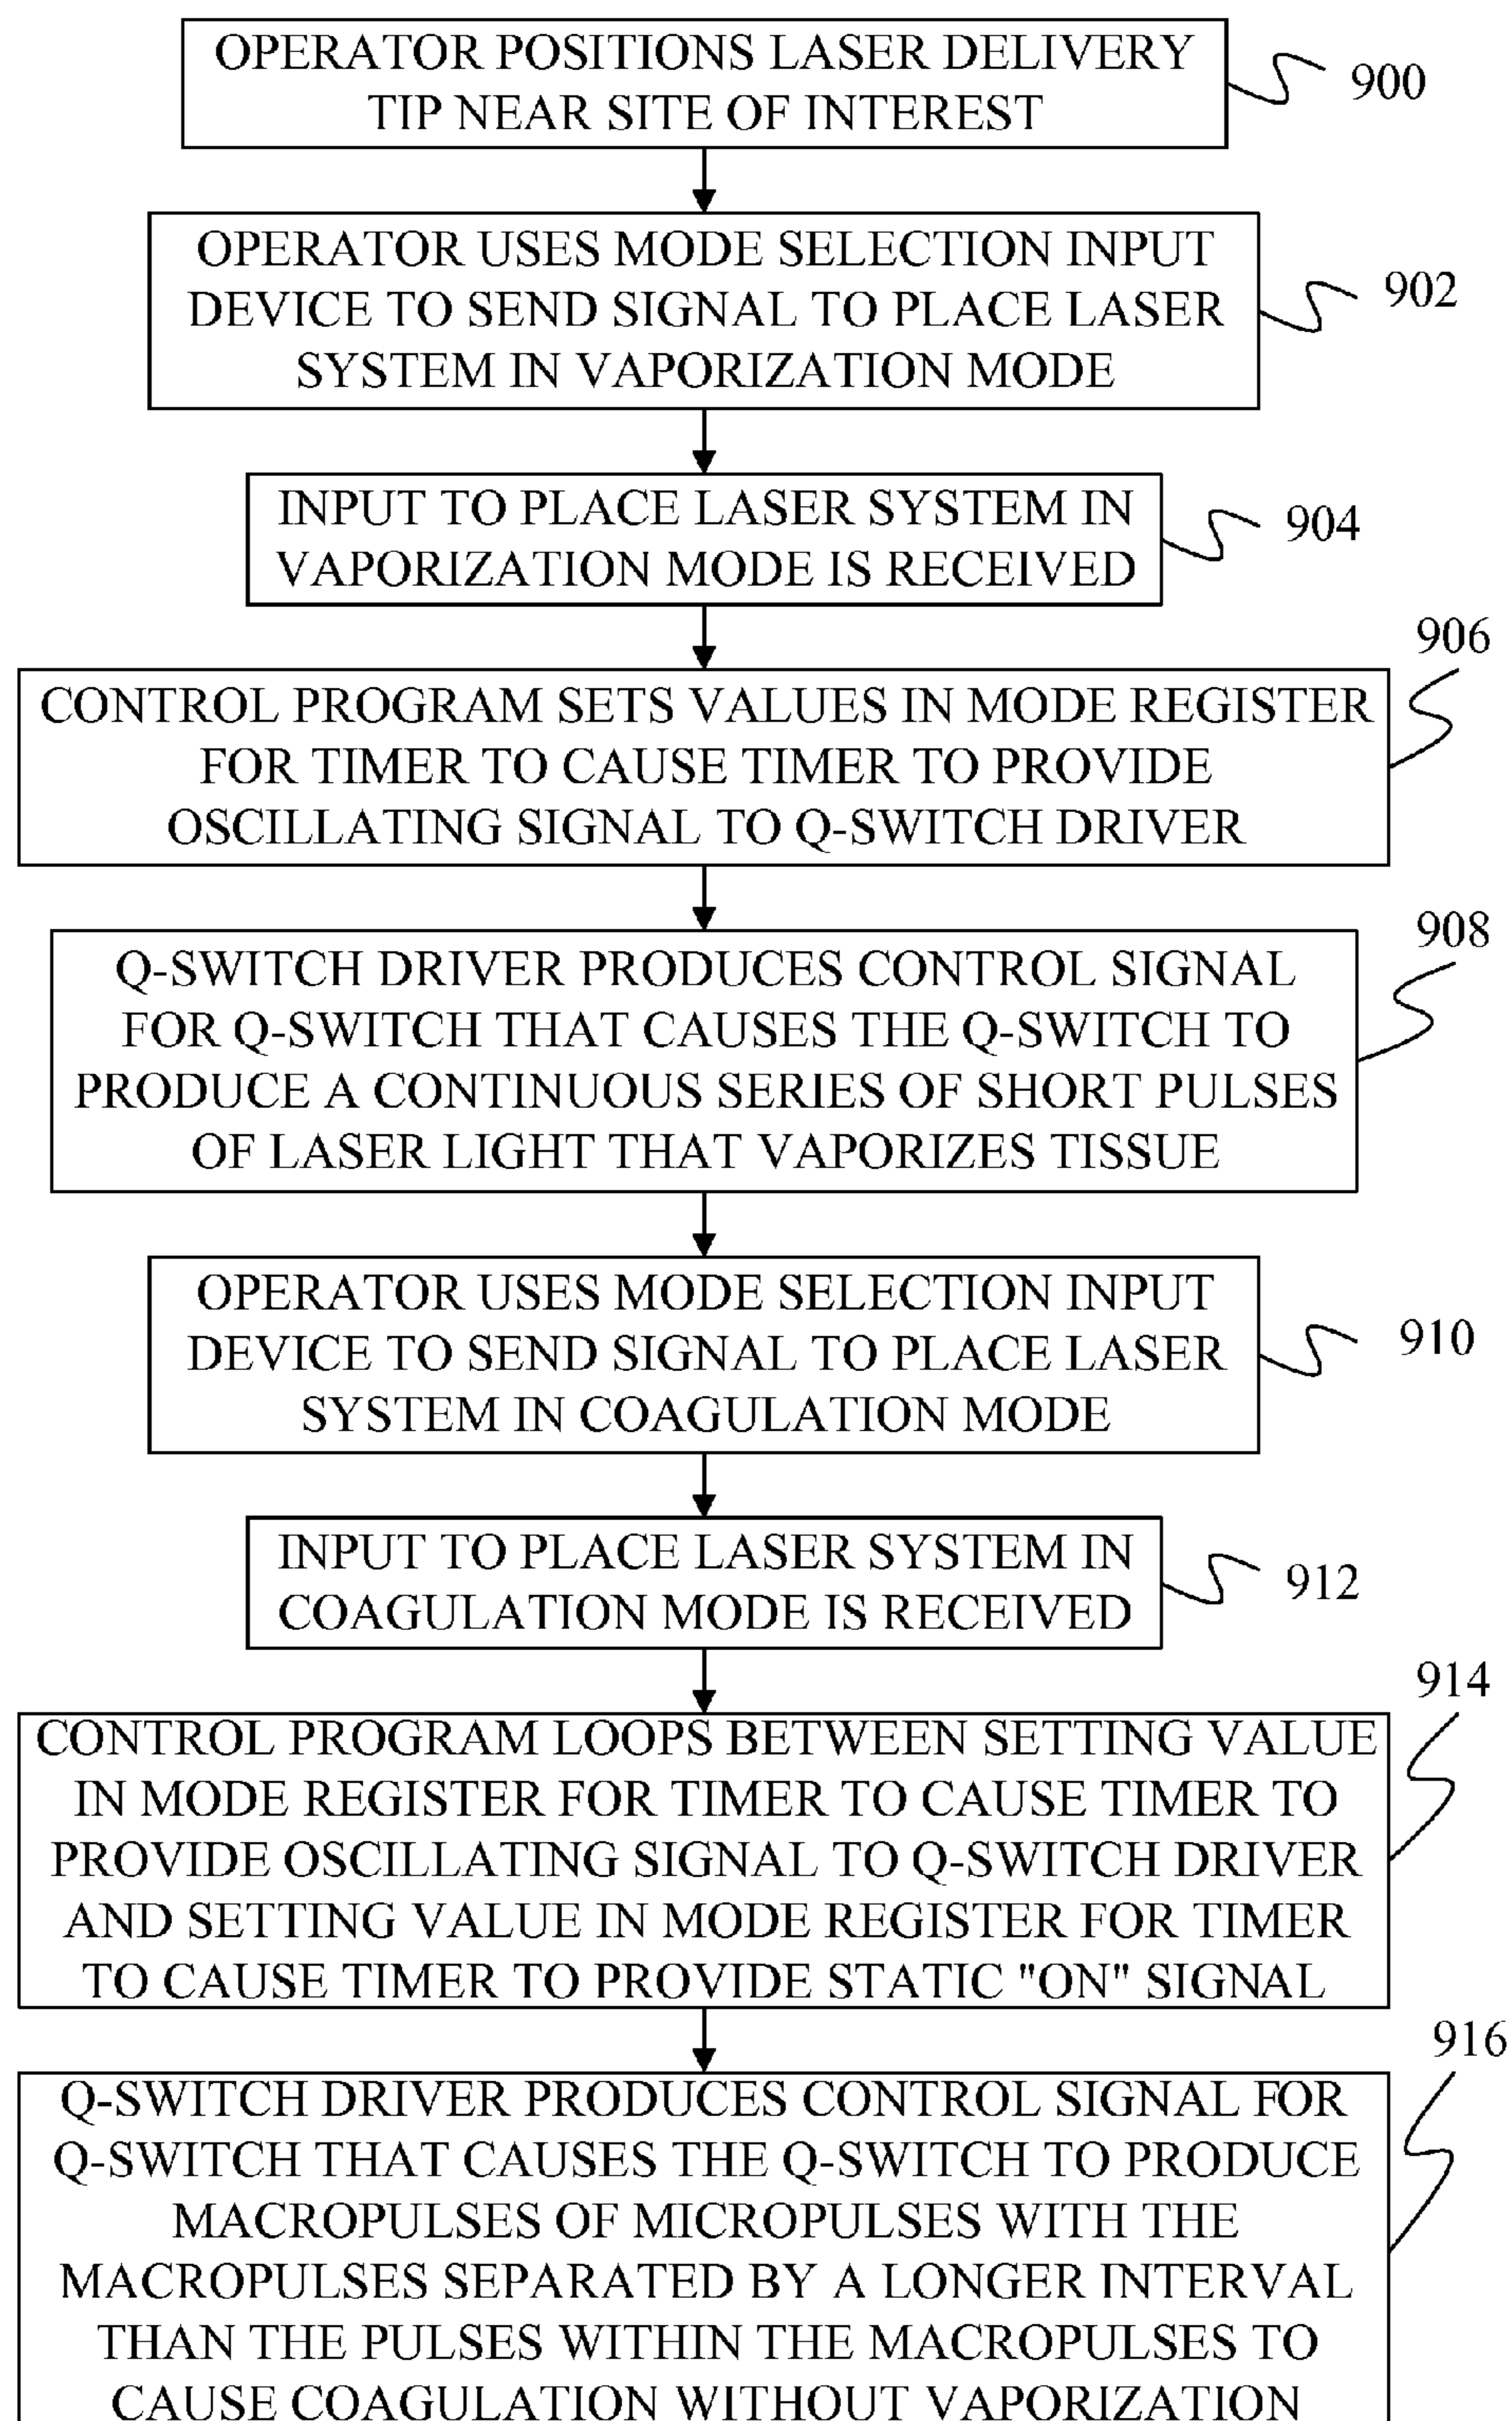 OPERATOR POSITIONS LASER DELIVERY
TIP NEAR SITE OF INTEREST
900
OPERATOR USES MODE SELECTION INPUT
DEVICE TO SEND SIGNAL TO PLACE LASER
SYSTEM IN VAPORIZATION MODE
902
INPUT TO PLACE LASER SYSTEM IN
VAPORIZATION MODE IS RECEIVED
904
906
CONTROL PROGRAM SETS VALUES IN MODE REGISTER
FOR TIMER TO CAUSE TIMER TO PROVIDE
OSCILLATING SIGNAL TO Q-SWITCH DRIVER
908
Q-SWITCH DRIVER PRODUCES CONTROL SIGNAL
FOR Q-SWITCH THAT CAUSES THE Q-SWITCH TO
PRODUCE A CONTINUOUS SERIES OF SHORT PULSES
OF LASER LIGHT THAT VAPORIZES TISSUE
OPERATOR USES MODE SELECTION INPUT
DEVICE TO SEND SIGNAL TO PLACE LASER
SYSTEM IN COAGULATION MODE
910
INPUT TO PLACE LASER SYSTEM IN
COAGULATION MODE IS RECEIVED
912
914
CONTROL PROGRAM LOOPS BETWEEN SETTING VALUE
IN MODE REGISTER FOR TIMER TO CAUSE TIMER TO
PROVIDE OSCILLATING SIGNAL TO Q-SWITCH DRIVER
AND SETTING VALUE IN MODE REGISTER FOR TIMER
TO CAUSE TIMER TO PROVIDE STATIC "ON" SIGNAL
916
Q-SWITCH DRIVER PRODUCES CONTROL SIGNAL FOR
Q-SWITCH THAT CAUSES THE Q-SWITCH TO PRODUCE
MACROPULSES OF MICROPULSES WITH THE
MACROPULSES SEPARATED BY A LONGER INTERVAL
THAN THE PULSES WITHIN THE MACROPULSES TO
CAUSE COAGULATION WITHOUT VAPORIZATION